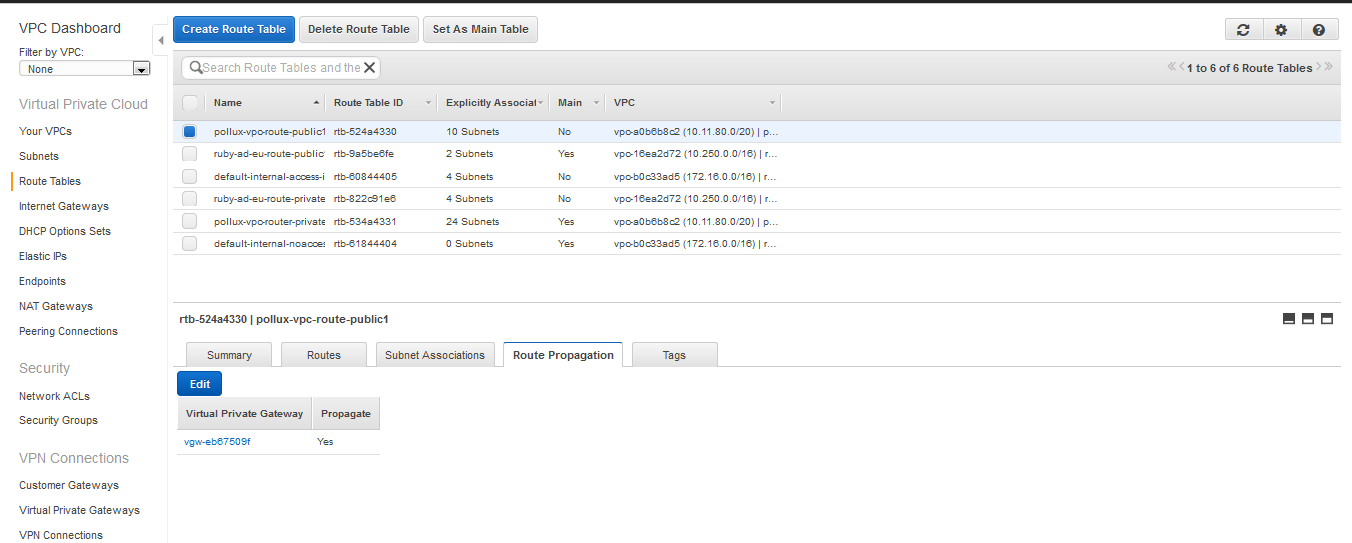 VPC Dashboard
Filter by VPC:
None
Virtual Private Cloud
Your VPCs
Subnets
Route Tables
Internet Gateways
DHCP Options Sets
Elastic IPs
Endpoints
NAT Gateways
Peering Connections
Security
Network ACLs
Security Groups
VPN Connections
Customer Gateways
Virtual Private Gateways
VPN Connections
Create Route Table Delete Route Table Set As Main Table
Search Route Tables and the
1 to 6 of 6 Route Tables
Name Route Table ID Explicitly Associat Main VPC
pollux-vpc-route-public1 rtb-524a4330 10 Subnets No vpc-a0b6b8c2 (10.11.80.0/20) | p...
ruby-ad-eu-route-public rtb-9a5be6fe 2 Subnets Yes vpc-16ea2d72 (10.250.0.0/16) | r...
default-internal-access-i rtb-60844405 4 Subnets No vpc-b0c33ad5 (172.16.0.0/16) | r...
ruby-ad-eu-route-private rtb-822c91e6 4 Subnets No vpc-16ea2d72 (10.250.0.0/16) | r...
pollux-vpc-router-private rtb-534a4331 24 Subnets Yes vpc-a0b6b8c2 (10.11.80.0/20) | p...
default-internal-noacces rtb-61844404 0 Subnets Yes vpc-b0c33ad5 (172.16.0.0/16) | r...
rtb-524a4330 | pollux-vpc-route-public1
Summary Routes Subnet Associations Route Propagation Tags
Edit
Virtual Private Gateway Propagate
vgw-eb67509f Yes